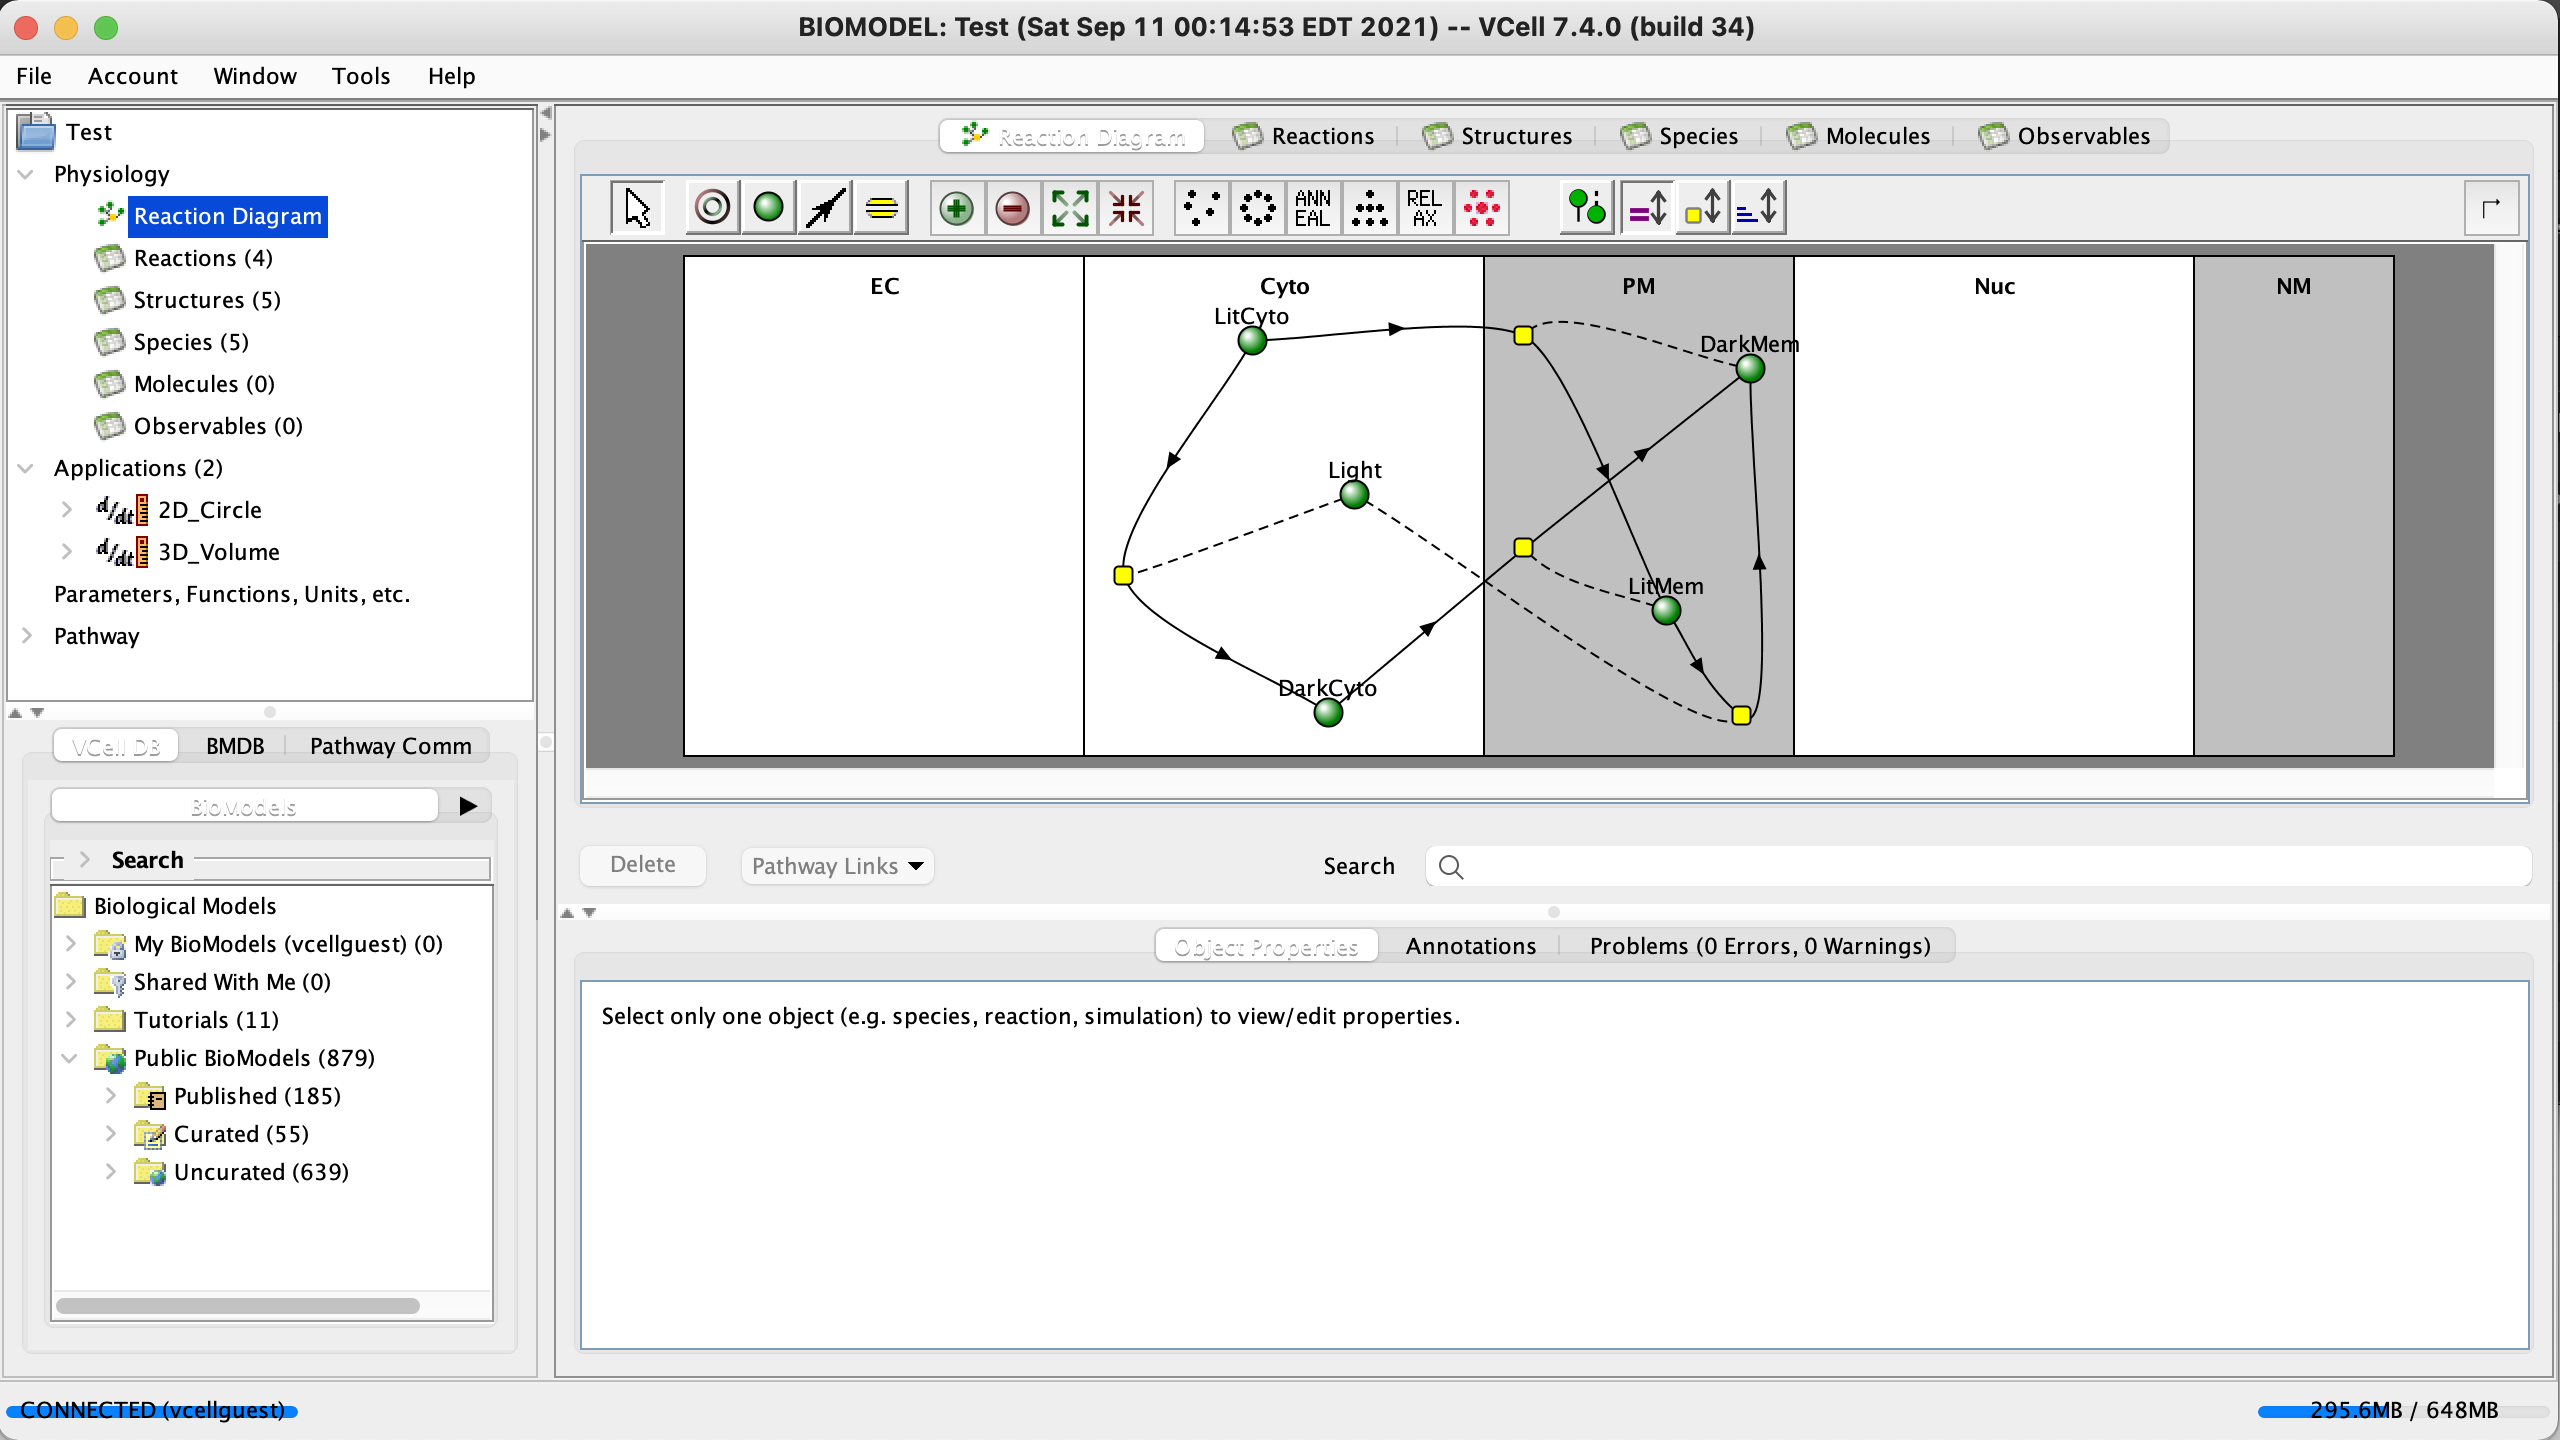 BIOMODEL: Test (Sat Sep 11 00:14:53 EDT 2021) -- VCell 7.4.0 (build 34)
File Account Window Tools Help
Test
Physiology
Reaction Diagram
Reactions (4)
Structures (5)
Species (5)
Molecules (0)
Observables (0)
Applications (2)
2D_Circle
3D_Volume
Parameters, Functions, Units, etc.
Pathway
VCell DB BMDB Pathway Comm
BioModels
Search
Biological Models
My BioModels (vcellguest) (0)
Shared With Me (0)
Tutorials (11)
Public BioModels (879)
Published (185)
Curated (55)
Uncurated (639)
Reaction Diagram Reactions Structures Species Molecules Observables
ANN
EAL
REL
AX
EC Cyto PM Nuc NM
LitCyto
DarkMem
Light
LitMem
DarkCyto
Delete Pathway Links Search
Object Properties Annotations Problems (0 Errors, 0 Warnings)
Select only one object (e.g. species, reaction, simulation) to view/edit properties.
CONNECTED (vcellguest) 295.6MB / 648MB